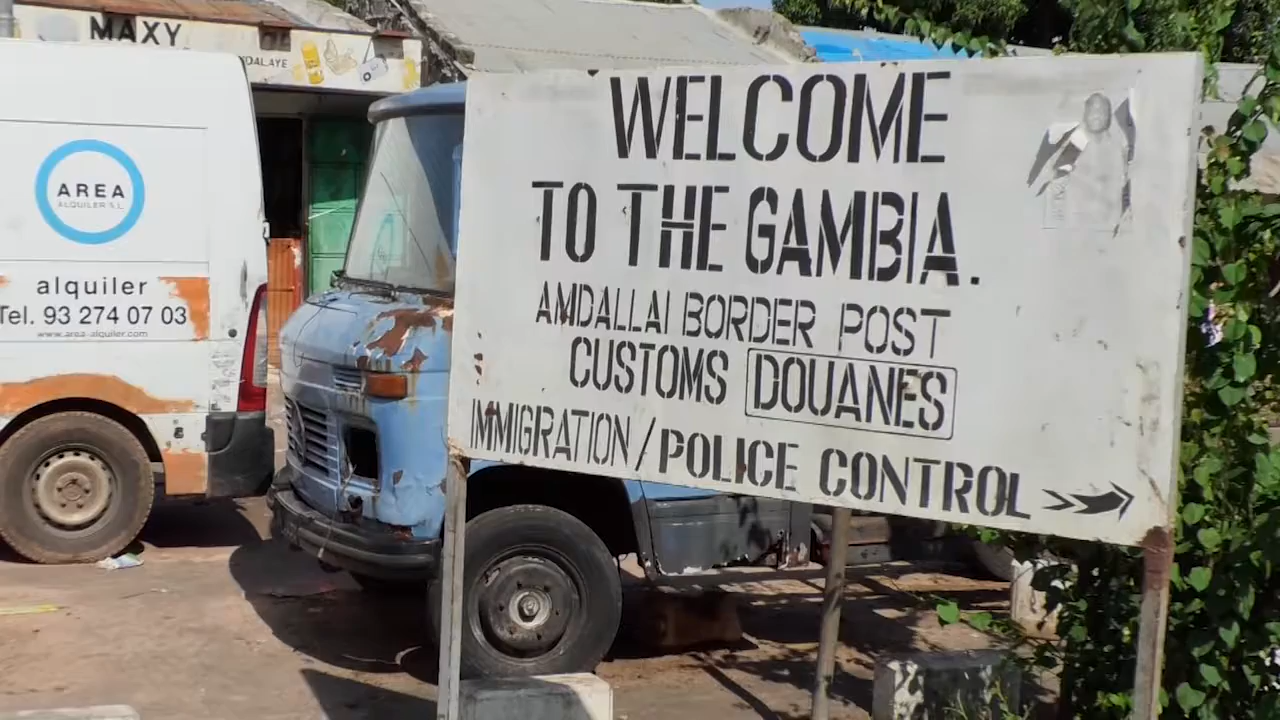 MAXY
DALAYE
AREA
ALQUILER S.L.
alquiler
Tel. 93 274 07 03
www.area-alquiler.com
WELCOME
TO THE GAMBIA.
AMDALLAI BORDER POST
CUSTOMS DOUANES
IMMIGRATION/POLICE CONTROL